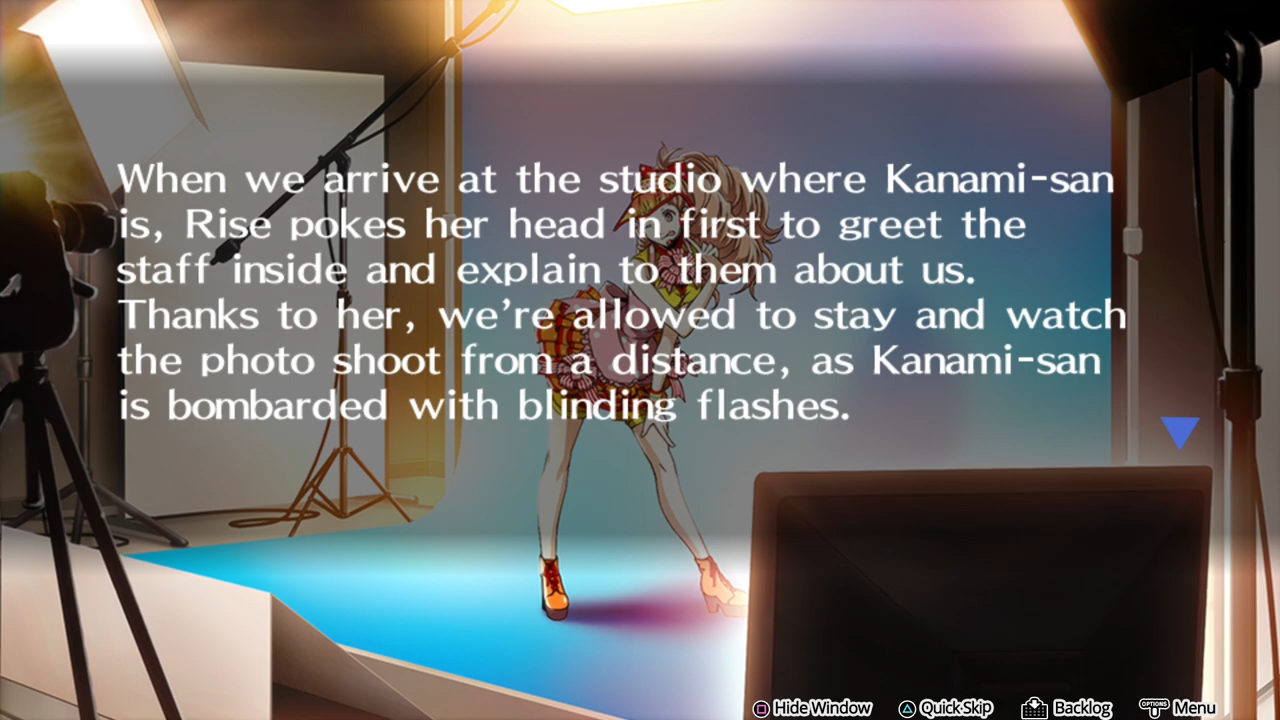 When we arrive at the studio where Kanami-san
is, Rise pokes her head in first to greet the
staff inside and explain to them about us.
Thanks to her, we're allowed to stay and watch
the photo shoot from a distance, as Kanami-san
is bombarded with blinding flashes.
Hide Window Quick Skip Backlog OPTIONS Menu